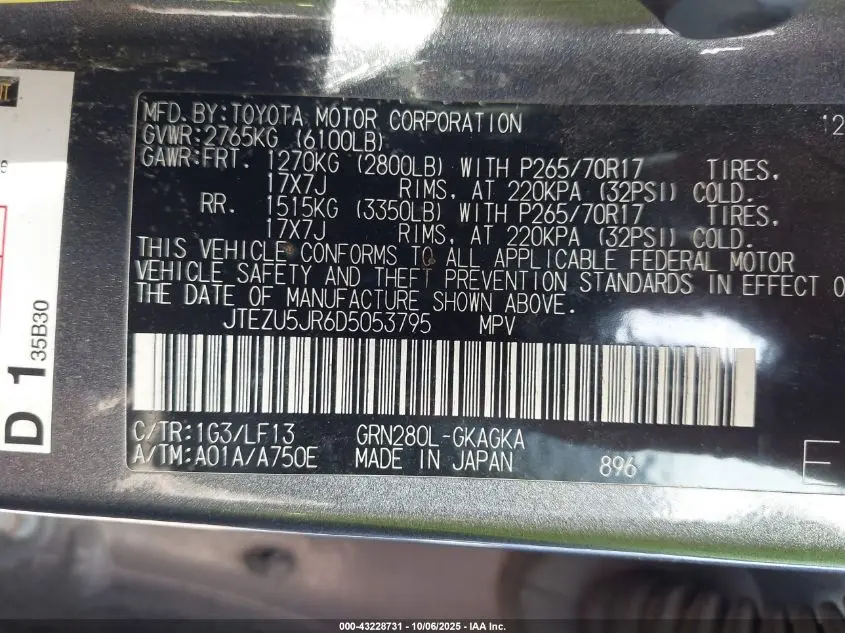 MFD. BY:TOYOTA MOTOR CORPORATION 12
GVWR:2765KG (6100LB)
GAWR:FRT. 1270KG (2800LB) WITH P265/70R17 TIRES,
17X7J RIMS, AT 220KPA (32PSI) COLD.
RR. 1515KG (3350LB) WITH P265/70R17 TIRES,
17X7J RIMS, AT 220KPA (32PSI) COLD.
THIS VEHICLE CONFORMS TO ALL APPLICABLE FEDERAL MOTOR
VEHICLE SAFETY AND THEFT PREVENTION STANDARDS IN EFFECT O
THE DATE OF MANUFACTURE SHOWN ABOVE.
JTEZU5JR6D5053795 MPV
C/TR:1G3/LF13 GRN280L-GKAGKA
A/TM:A01A/A750E MADE IN JAPAN 896 E
D 1 35B30
000-43228731 - 10/06/2025 - IAA Inc.